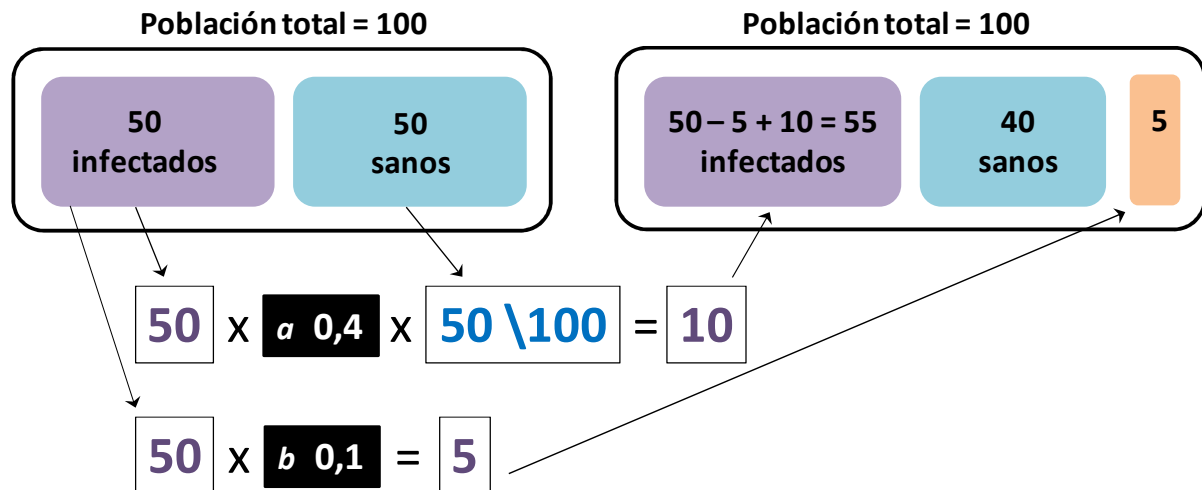 Población total = 100
50
infectados
50
sanos
Población total = 100
50 – 5 + 10 = 55
infectados
40
sanos
5
50 x a 0,4 x 50 \100 = 10
50 x b 0,1 = 5